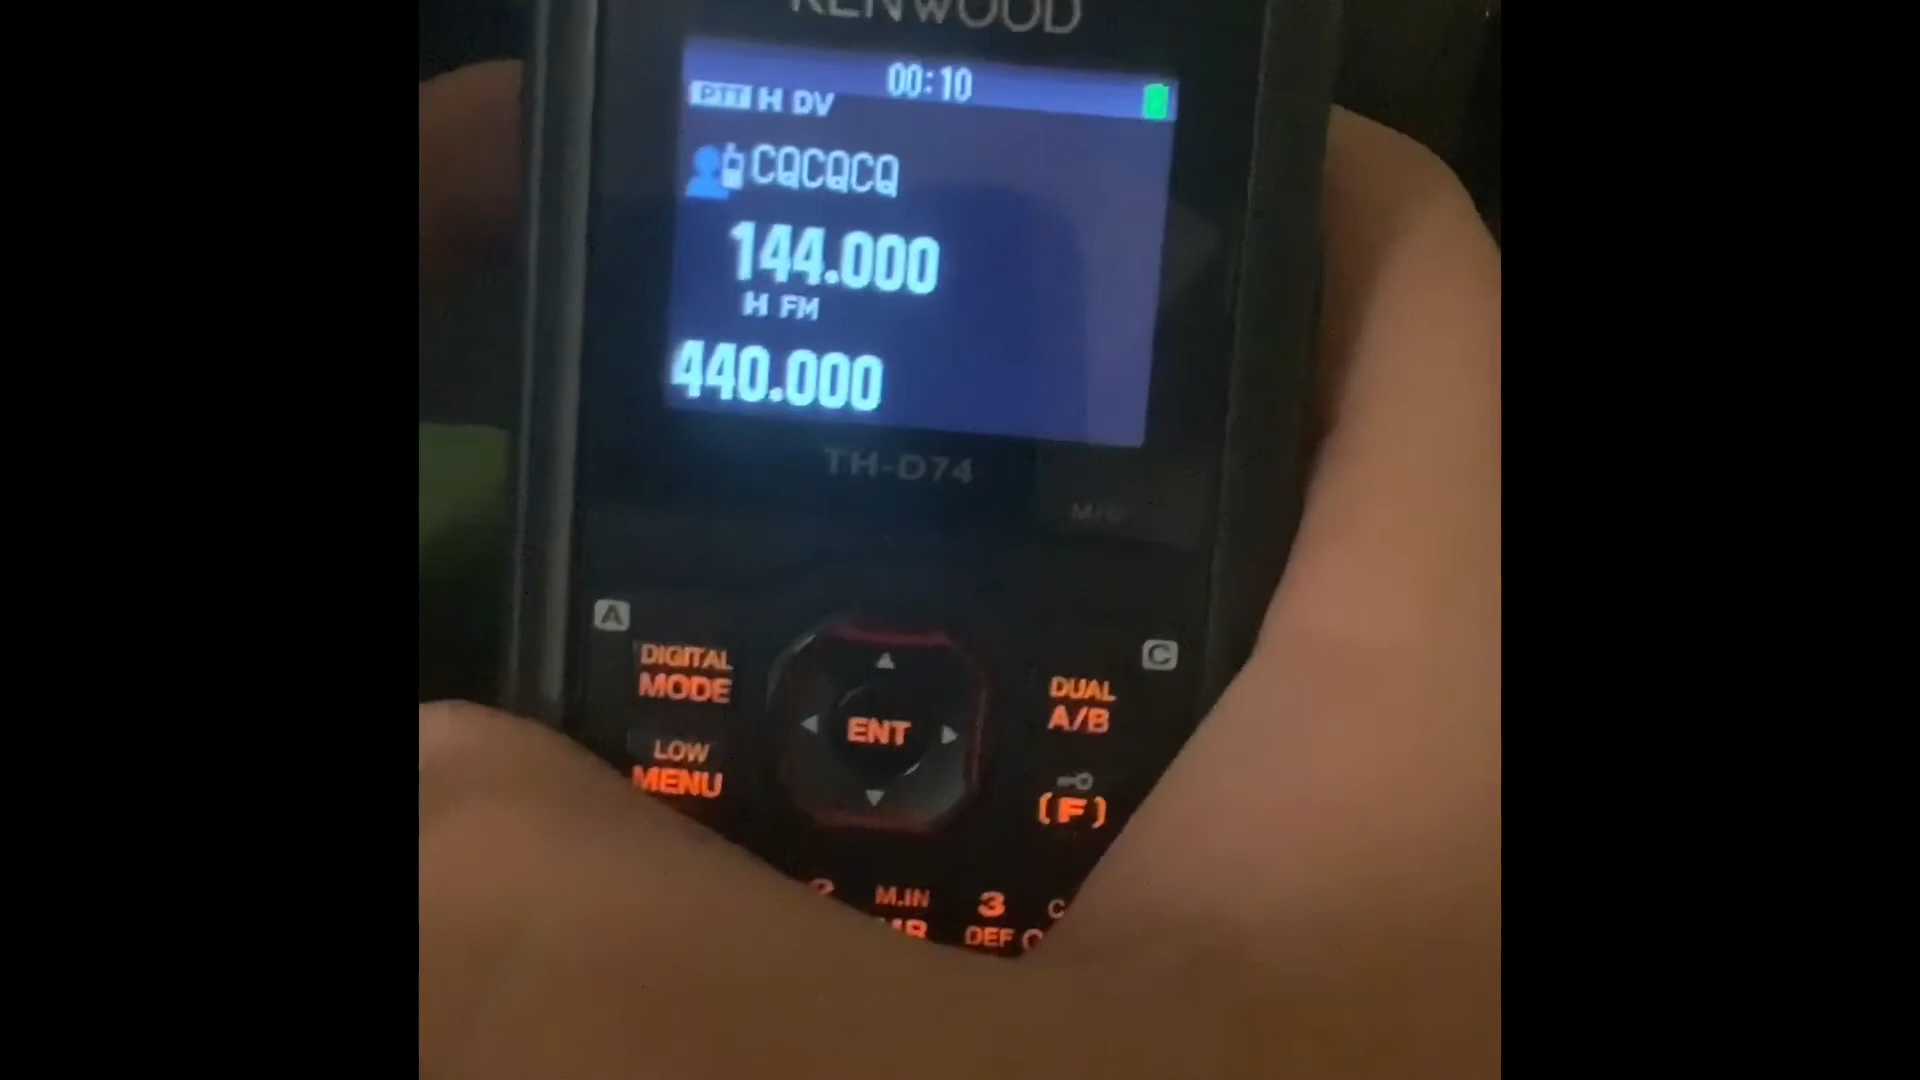 KENWOOD
00:10
PTT H DV
CQCQCQ
144.000
H FM
440.000
TH-D74
A
C
DIGITAL
MODE
DUAL
A/B
ENT
LOW
MENU
(F)
M.IN
3
DEF